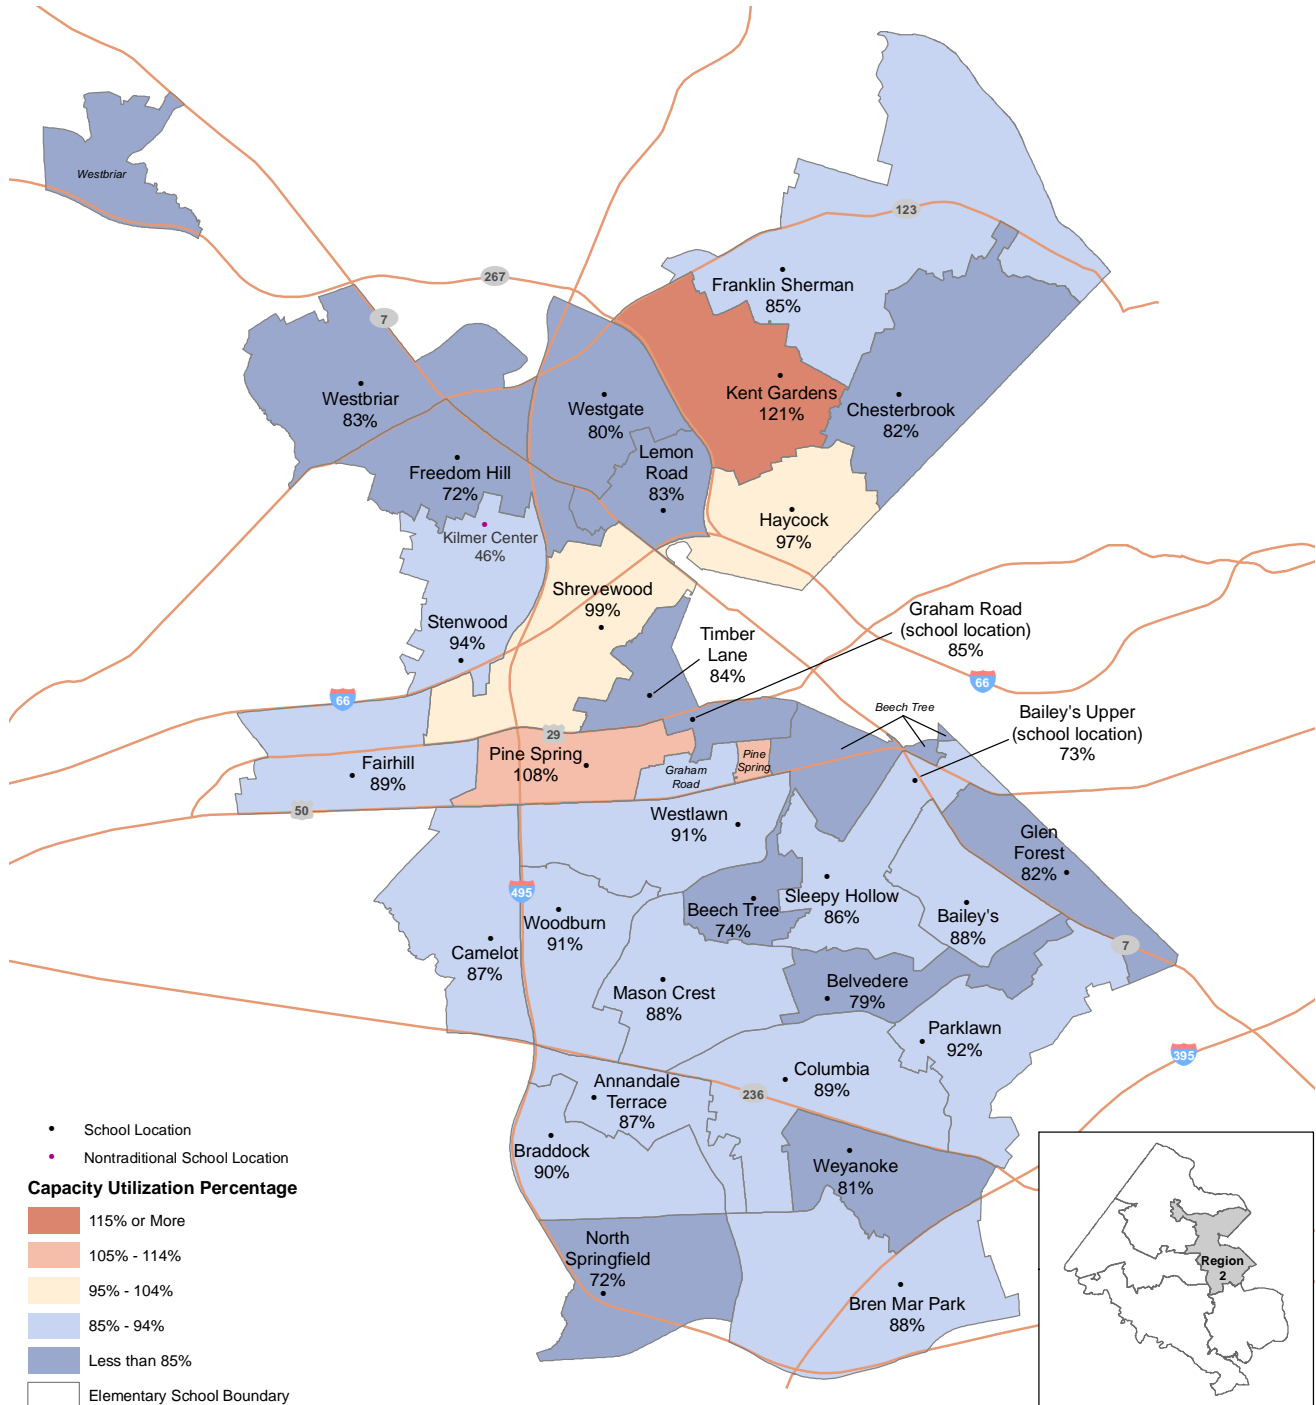 Westbriar
123
267
Franklin Sherman
85%
7
Kent Gardens
121%
Westbriar
83%
Westgate
80%
Chesterbrook
82%
Lemon
Road
83%
Freedom Hill
72%
Haycock
97%
Kilmer Center
46%
Shrevewood
99%
Graham Road
(school location)
85%
Stenwood
94%
Timber
Lane
84%
66
66
Beech Tree
Bailey's Upper
(school location)
73%
29
Pine Spring
108%
Pine
Spring
Graham
Road
Fairhill
89%
50
Westlawn
91%
Glen
Forest
82%
495
Sleepy Hollow
86%
Beech Tree
74%
Woodburn
91%
Bailey's
88%
Camelot
87%
7
Belvedere
79%
Mason Crest
88%
Parklawn
92%
395
Columbia
89%
236
Annandale
Terrace
87%
Braddock
90%
Weyanoke
81%
North
Springfield
72%
Bren Mar Park
88%
School Location
Nontraditional School Location
Capacity Utilization Percentage
115% or More
105% - 114%
95% - 104%
85% - 94%
Less than 85%
Elementary School Boundary
Region
2